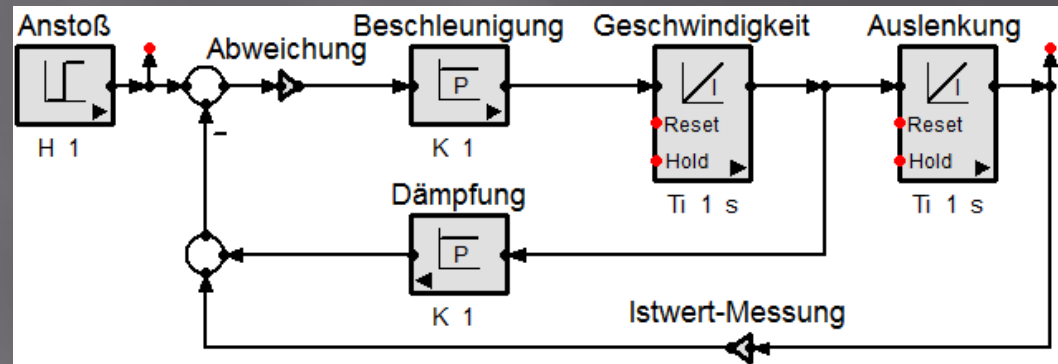 Anstoß
Abweichung
Beschleunigung
Geschwindigkeit
Auslenkung
P
I
I
Reset
Reset
Hold
Hold
H 1
K 1
Ti 1 s
Ti 1 s
–
Dämpfung
P
K 1
Istwert-Messung